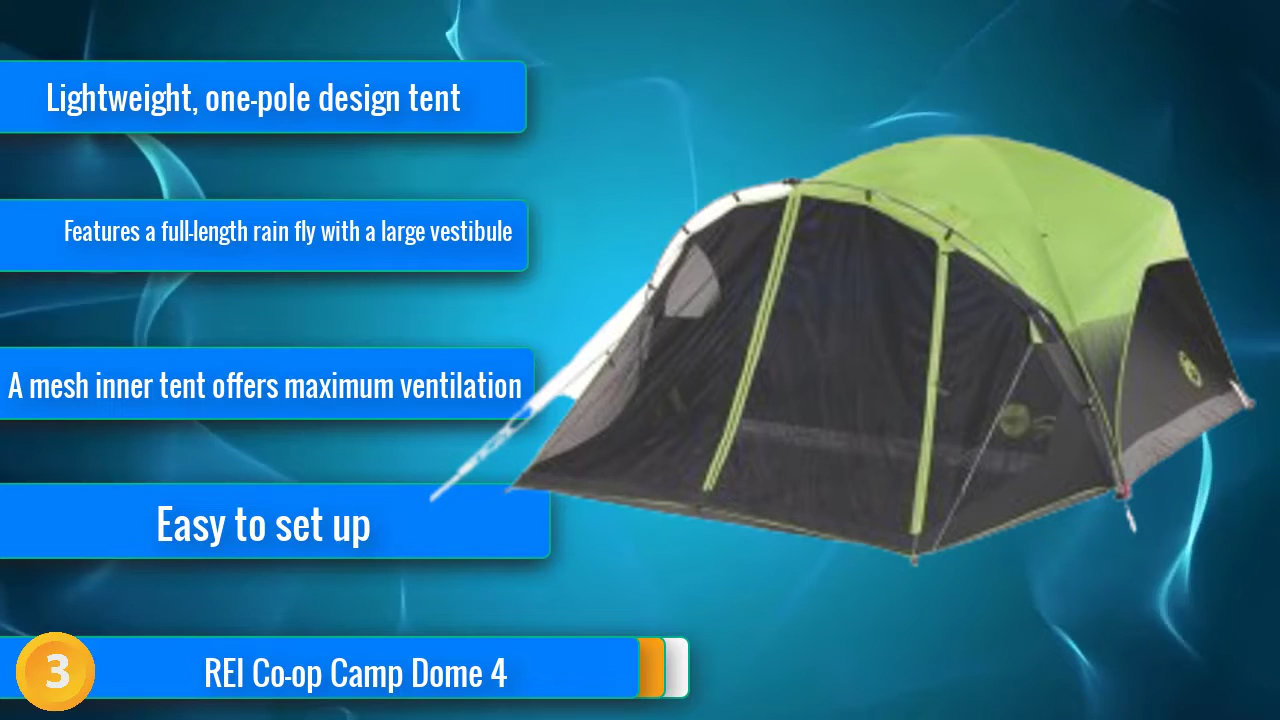 Lightweight, one-pole design tent
Features a full-length rain fly with a large vestibule
A mesh inner tent offers maximum ventilation
Easy to set up
3
REI Co-op Camp Dome 4